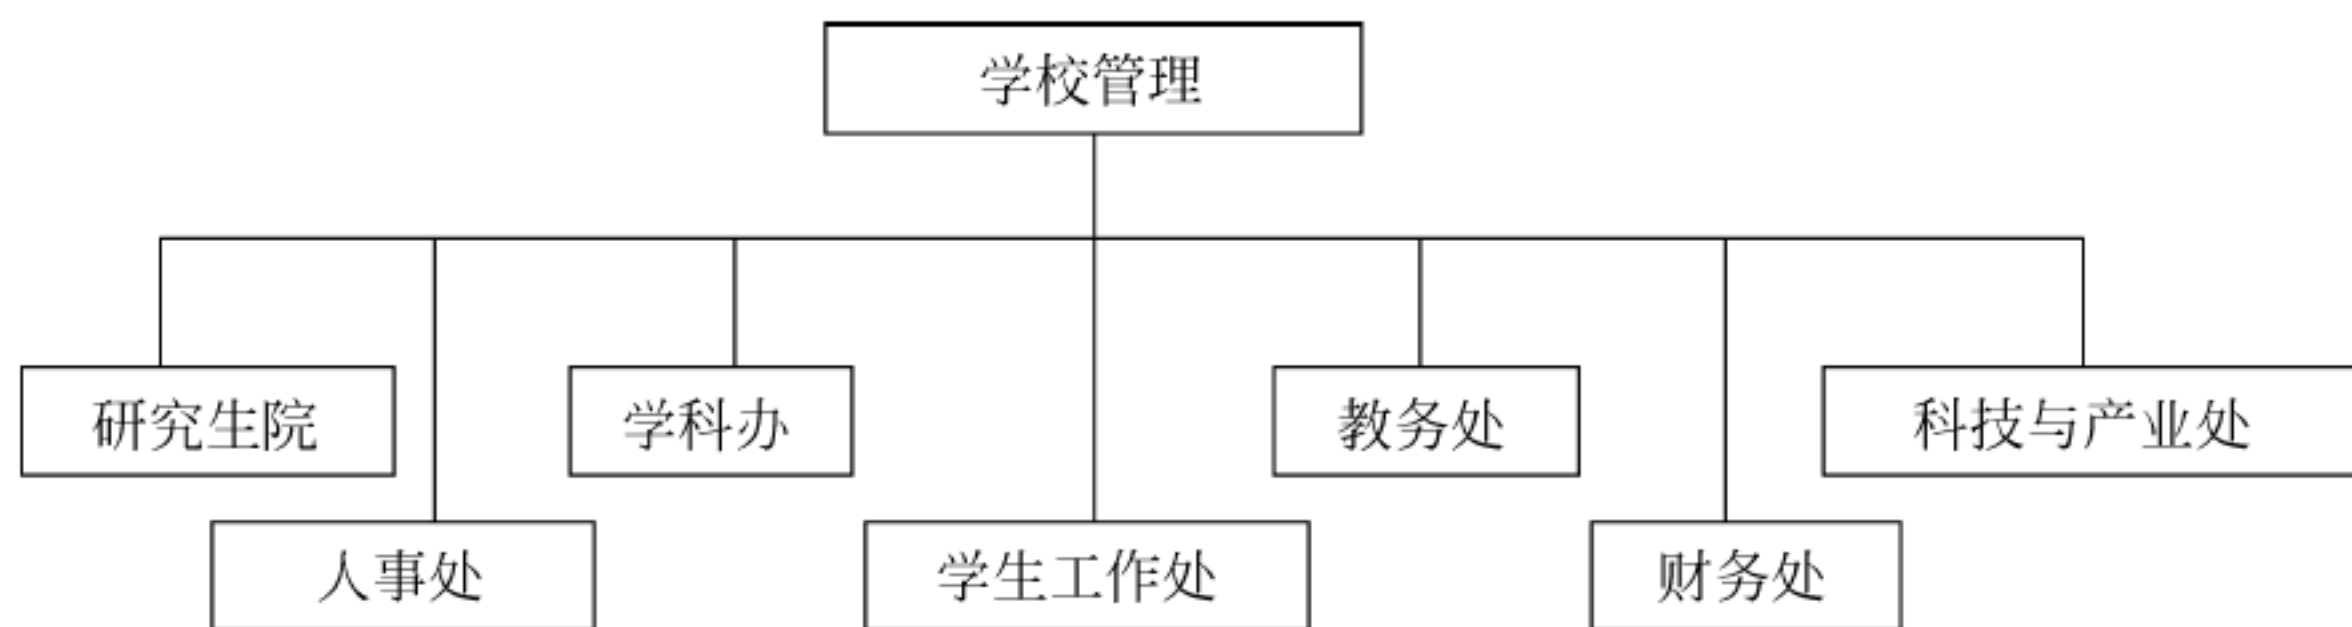 学校管理
研究生院
学科办
教务处
科技与产业处
人事处
学生工作处
财务处